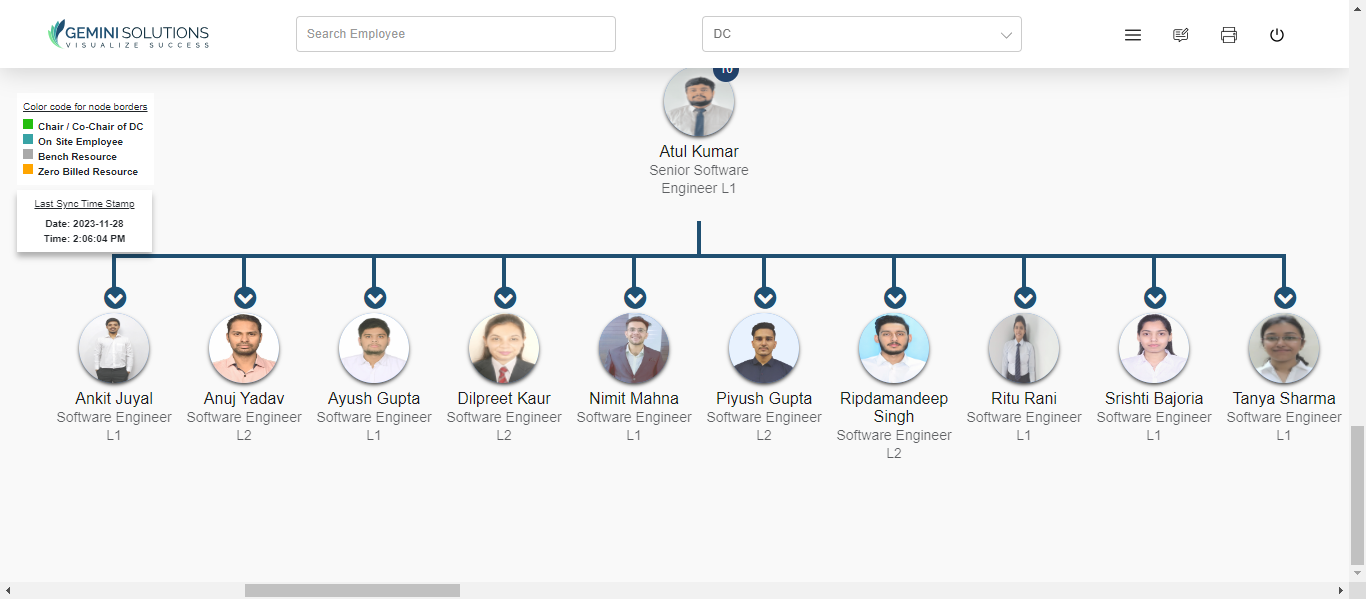 GEMINI SOLUTIONS
VISUALIZE SUCCESS
Search Employee
DC
10
Color code for node borders
Chair / Co-Chair of DC
On Site Employee
Bench Resource
Zero Billed Resource
Last Sync Time Stamp
Date: 2023-11-28
Time: 2:06:04 PM
Atul Kumar
Senior Software
Engineer L1
Ankit Juyal
Software Engineer
L1
Anuj Yadav
Software Engineer
L2
Ayush Gupta
Software Engineer
L1
Dilpreet Kaur
Software Engineer
L2
Nimit Mahna
Software Engineer
L1
Piyush Gupta
Software Engineer
L2
Ripdamandeep
Singh
Software Engineer
L2
Ritu Rani
Software Engineer
L1
Srishti Bajoria
Software Engineer
L1
Tanya Sharma
Software Engineer
L1